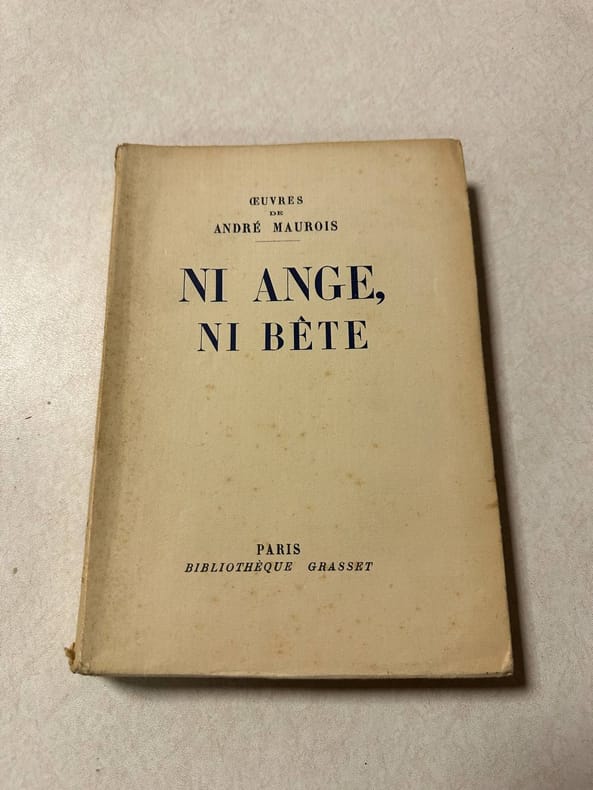 ŒUVRES
DE
ANDRÉ MAUROIS
NI ANGE,
NI BÊTE
PARIS
BIBLIOTHÈQUE GRASSET